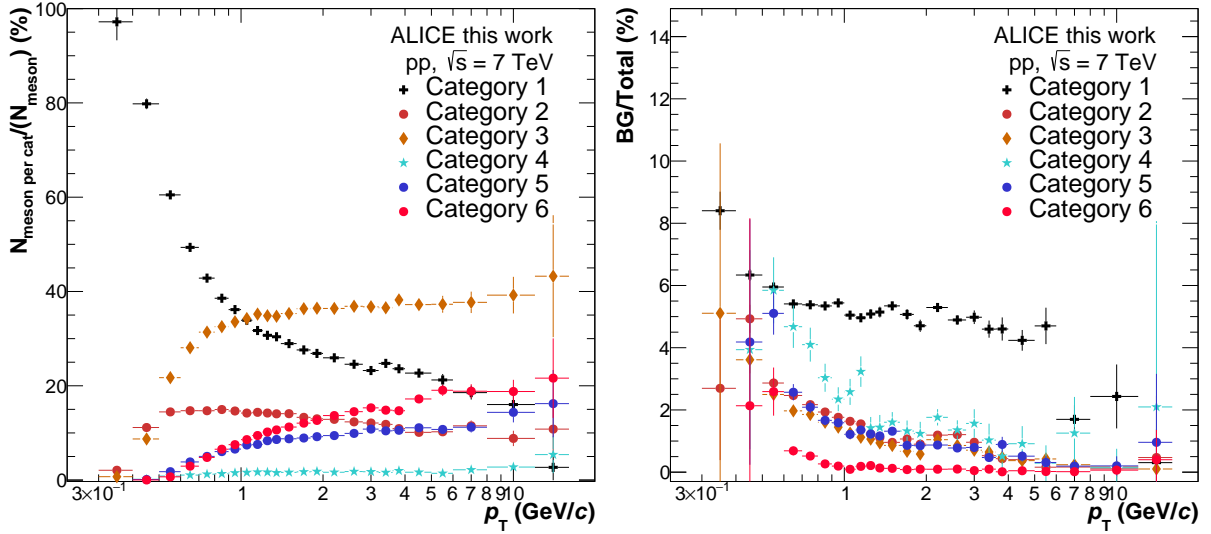 N meson per cat/(N meson) (%)
100
80
60
40
20
0
ALICE this work
pp, √s = 7 TeV
Category 1
Category 2
Category 3
Category 4
Category 5
Category 6
3×10⁻¹ 1 2 3 4 5 6 7 8 9 10
p_T (GeV/c)
BG/Total (%)
14
12
10
8
6
4
2
0
ALICE this work
pp, √s = 7 TeV
Category 1
Category 2
Category 3
Category 4
Category 5
Category 6
3×10⁻¹ 1 2 3 4 5 6 7 8 9 10
p_T (GeV/c)